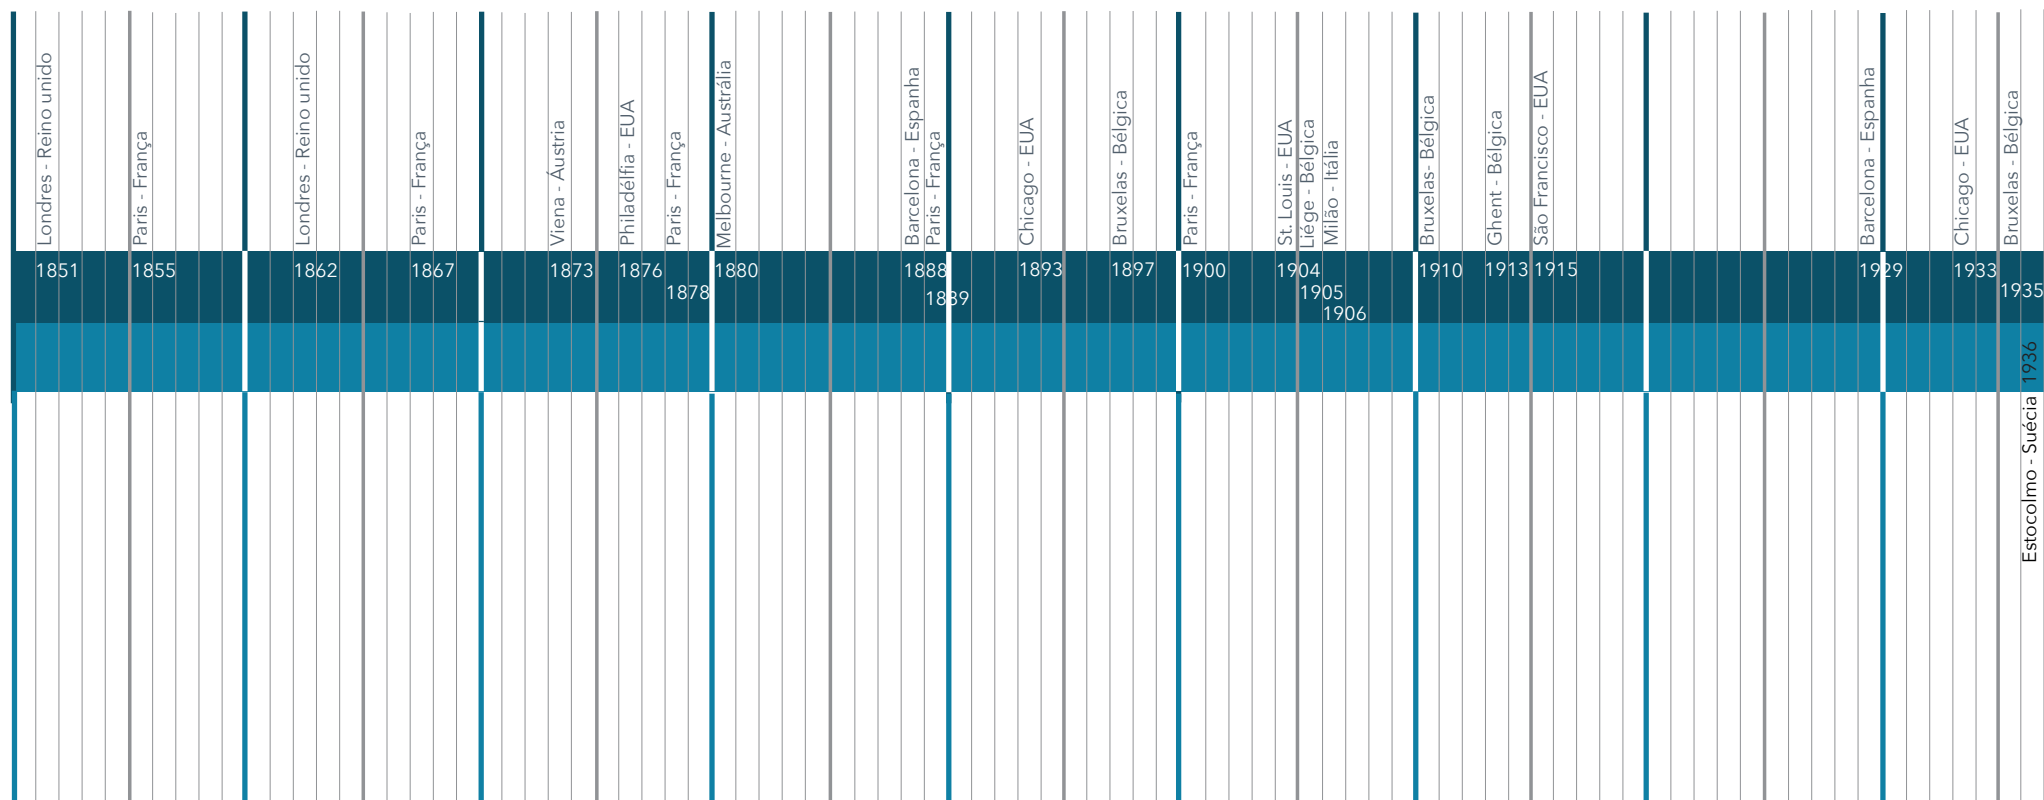 Londres - Reino unido
Paris - França
Londres - Reino unido
Paris - França
Viena - Áustria
Philadélfia - EUA
Paris - França
Melbourne - Austrália
Barcelona - Espanha
Paris - França
Chicago - EUA
Bruxelas - Bélgica
Paris - França
St. Louis - EUA
Liége - Bélgica
Milão - Itália
Bruxelas- Bélgica
Ghent - Bélgica
São Francisco - EUA
Barcelona - Espanha
Chicago - EUA
Bruxelas - Bélgica
1851
1855
1862
1867
1873
1876
1878
1880
1888
1889
1893
1897
1900
1904
1905
1906
1910
1913
1915
1929
1933
1935
1936
Estocolmo - Suécia